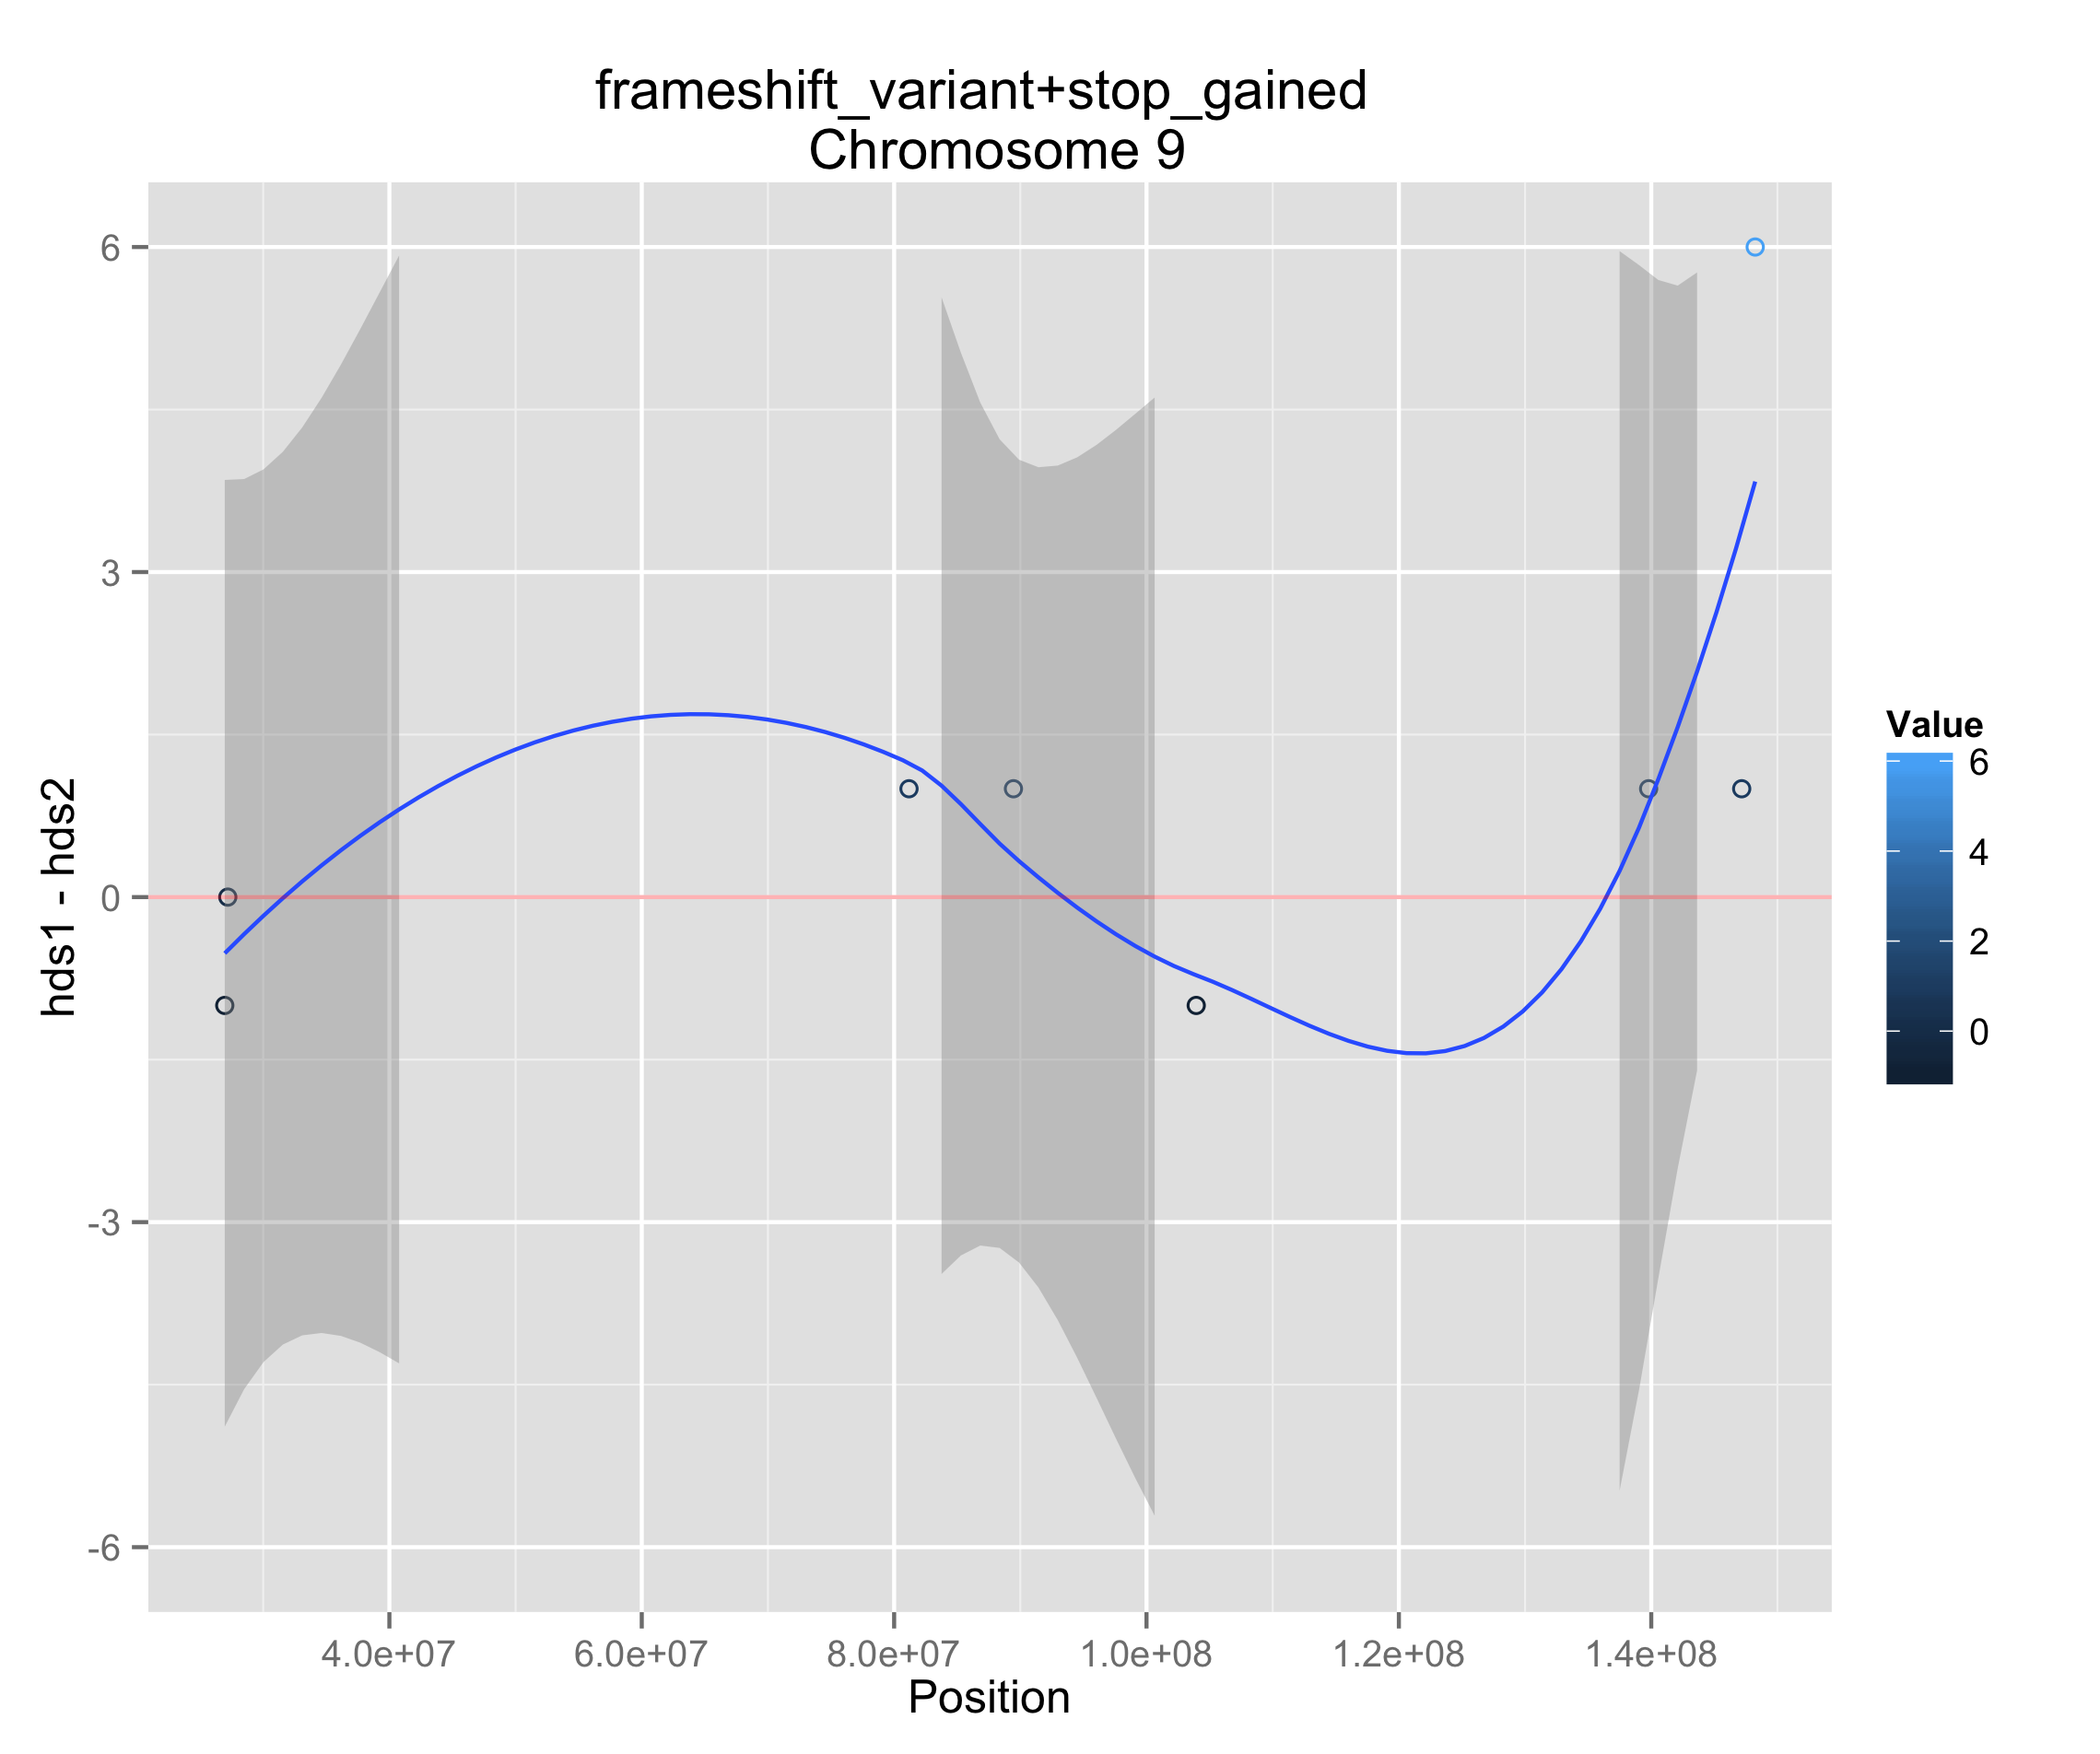 frameshift_variant+stop_gained
Chromosome 9
hds1 - hds2
6
3
0
-3
-6
4.0e+07
6.0e+07
8.0e+07
1.0e+08
1.2e+08
1.4e+08
Position
Value
6
4
2
0